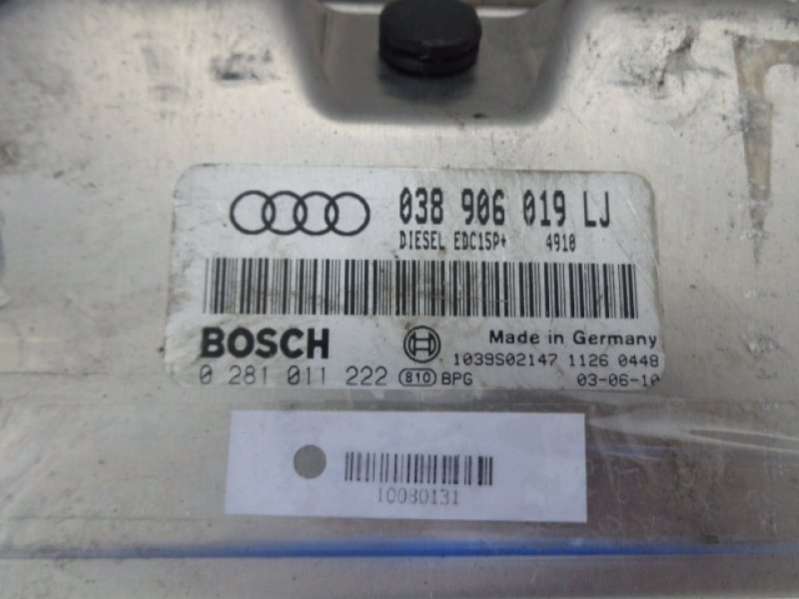 038 906 019 LJ
DIESEL EDC15P+ 4910
BOSCH
Made in Germany
1039S02147 1126 0448
0 281 011 222 810 BPG 03-06-10
10080131